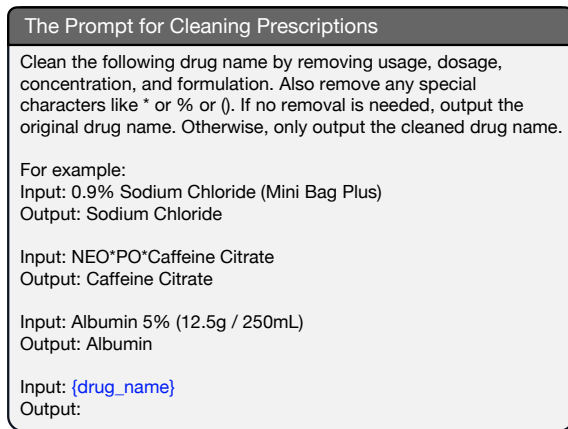 The Prompt for Cleaning Prescriptions
Clean the following drug name by removing usage, dosage,
concentration, and formulation. Also remove any special
characters like * or % or (). If no removal is needed, output the
original drug name. Otherwise, only output the cleaned drug name.
For example:
Input: 0.9% Sodium Chloride (Mini Bag Plus)
Output: Sodium Chloride
Input: NEO*PO*Caffeine Citrate
Output: Caffeine Citrate
Input: Albumin 5% (12.5g / 250mL)
Output: Albumin
Input: {drug_name}
Output: